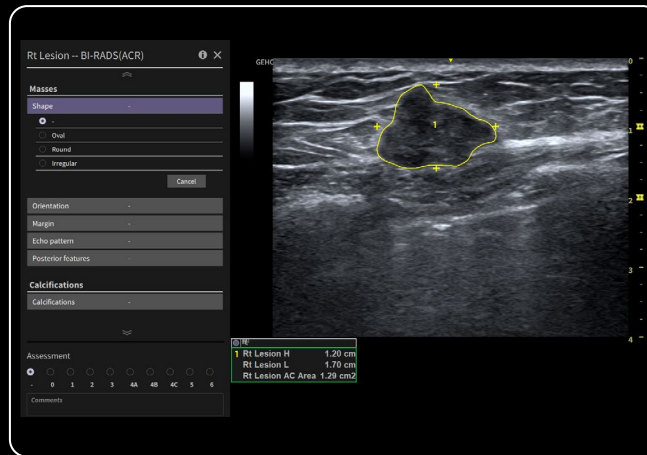 Rt Lesion -- BI-RADS(ACR)
Masses
Shape -
-
Oval
Round
Irregular
Cancel
Orientation -
Margin -
Echo pattern -
Posterior features -
Calcifications
Calcifications -
Assessment
- 0 1 2 3 4A 4B 4C 5 6
Comments
GEHC
1
0
1
2
3
4
1 Rt Lesion H 1.20 cm
Rt Lesion L 1.70 cm
Rt Lesion AC Area 1.29 cm2